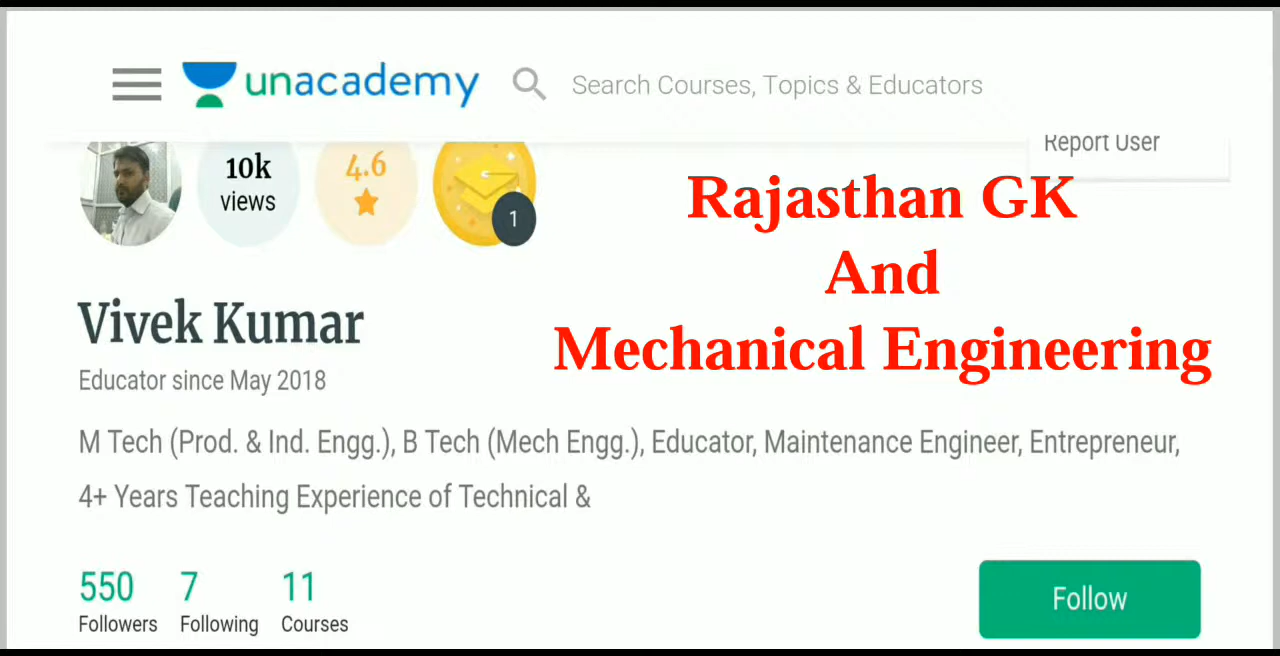 unacademy
Search Courses, Topics & Educators
Report User
10k
views
4.6
1
Rajasthan GK
And
Mechanical Engineering
Vivek Kumar
Educator since May 2018
M Tech (Prod. & Ind. Engg.), B Tech (Mech Engg.), Educator, Maintenance Engineer, Entrepreneur,
4+ Years Teaching Experience of Technical &
550 7 11
Followers Following Courses
Follow